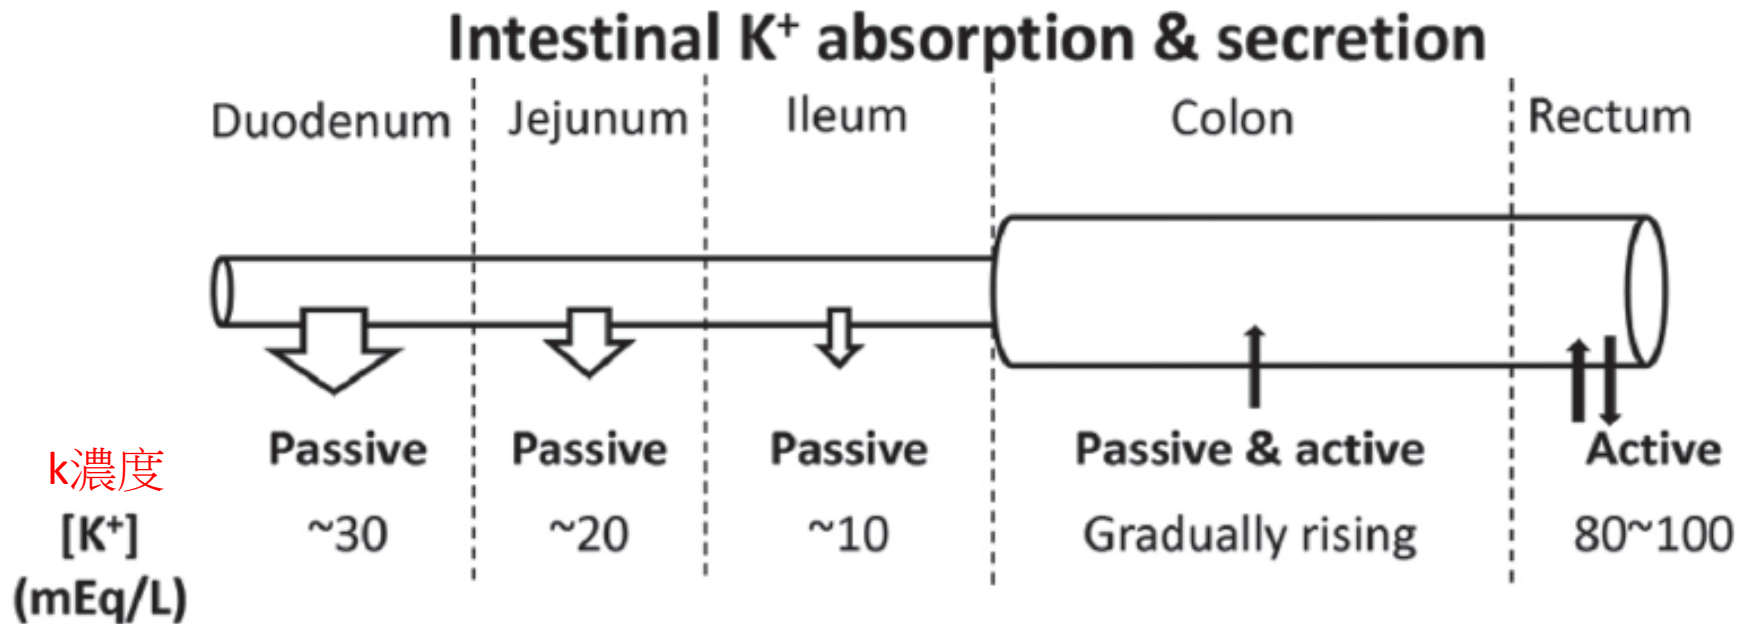 Intestinal K⁺ absorption & secretion
Duodenum Jejunum Ileum Colon Rectum
Passive Passive Passive Passive & active Active
k濃度
[K⁺] ~30 ~20 ~10 Gradually rising 80~100
(mEq/L)